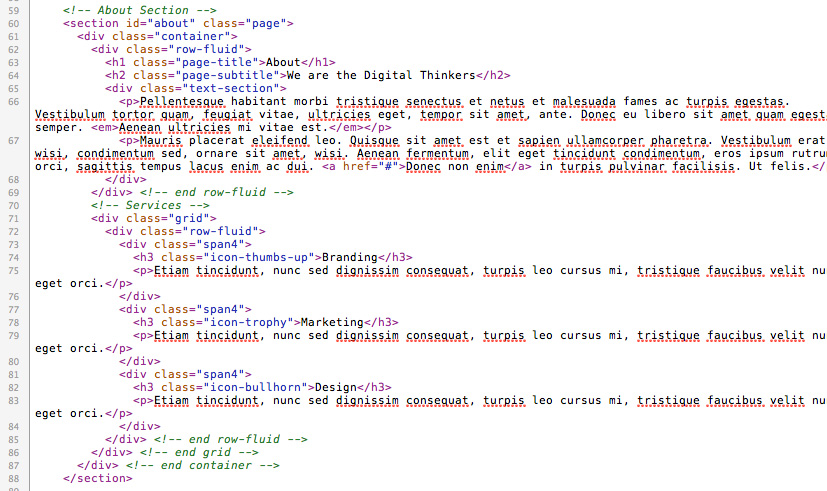 59 <!-- About Section -->
60 <section id="about" class="page">
61 <div class="container">
62 <div class="row-fluid">
63 <h1 class="page-title">About</h1>
64 <h2 class="page-subtitle">We are the Digital Thinkers</h2>
65 <div class="text-section">
66 <p>Pellentesque habitant morbi tristique senectus et netus et malesuada fames ac turpis egestas.
Vestibulum tortor quam, feugiat vitae, ultricies eget, tempor sit amet, ante. Donec eu libero sit amet quam egest
semper. <em>Aenean ultricies mi vitae est.</em></p>
67 <p>Mauris placerat eleifend leo. Quisque sit amet est et sapien ullamcorper pharetra. Vestibulum erat
wisi, condimentum sed, ornare sit amet, wisi. Aenean fermentum, elit eget tincidunt condimentum, eros ipsum rutru
orci, sagittis tempus lacus enim ac dui. <a href="#">Donec non enim</a> in turpis pulvinar facilisis. Ut felis.</
68 </div>
69 </div> <!-- end row-fluid -->
70 <!-- Services -->
71 <div class="grid">
72 <div class="row-fluid">
73 <div class="span4">
74 <h3 class="icon-thumbs-up">Branding</h3>
75 <p>Etiam tincidunt, nunc sed dignissim consequat, turpis leo cursus mi, tristique faucibus velit nu
eget orci.</p>
76 </div>
77 <div class="span4">
78 <h3 class="icon-trophy">Marketing</h3>
79 <p>Etiam tincidunt, nunc sed dignissim consequat, turpis leo cursus mi, tristique faucibus velit nu
eget orci.</p>
80 </div>
81 <div class="span4">
82 <h3 class="icon-bullhorn">Design</h3>
83 <p>Etiam tincidunt, nunc sed dignissim consequat, turpis leo cursus mi, tristique faucibus velit nu
eget orci.</p>
84 </div>
85 </div> <!-- end row-fluid -->
86 </div> <!-- end grid -->
87 </div> <!-- end container -->
88 </section>